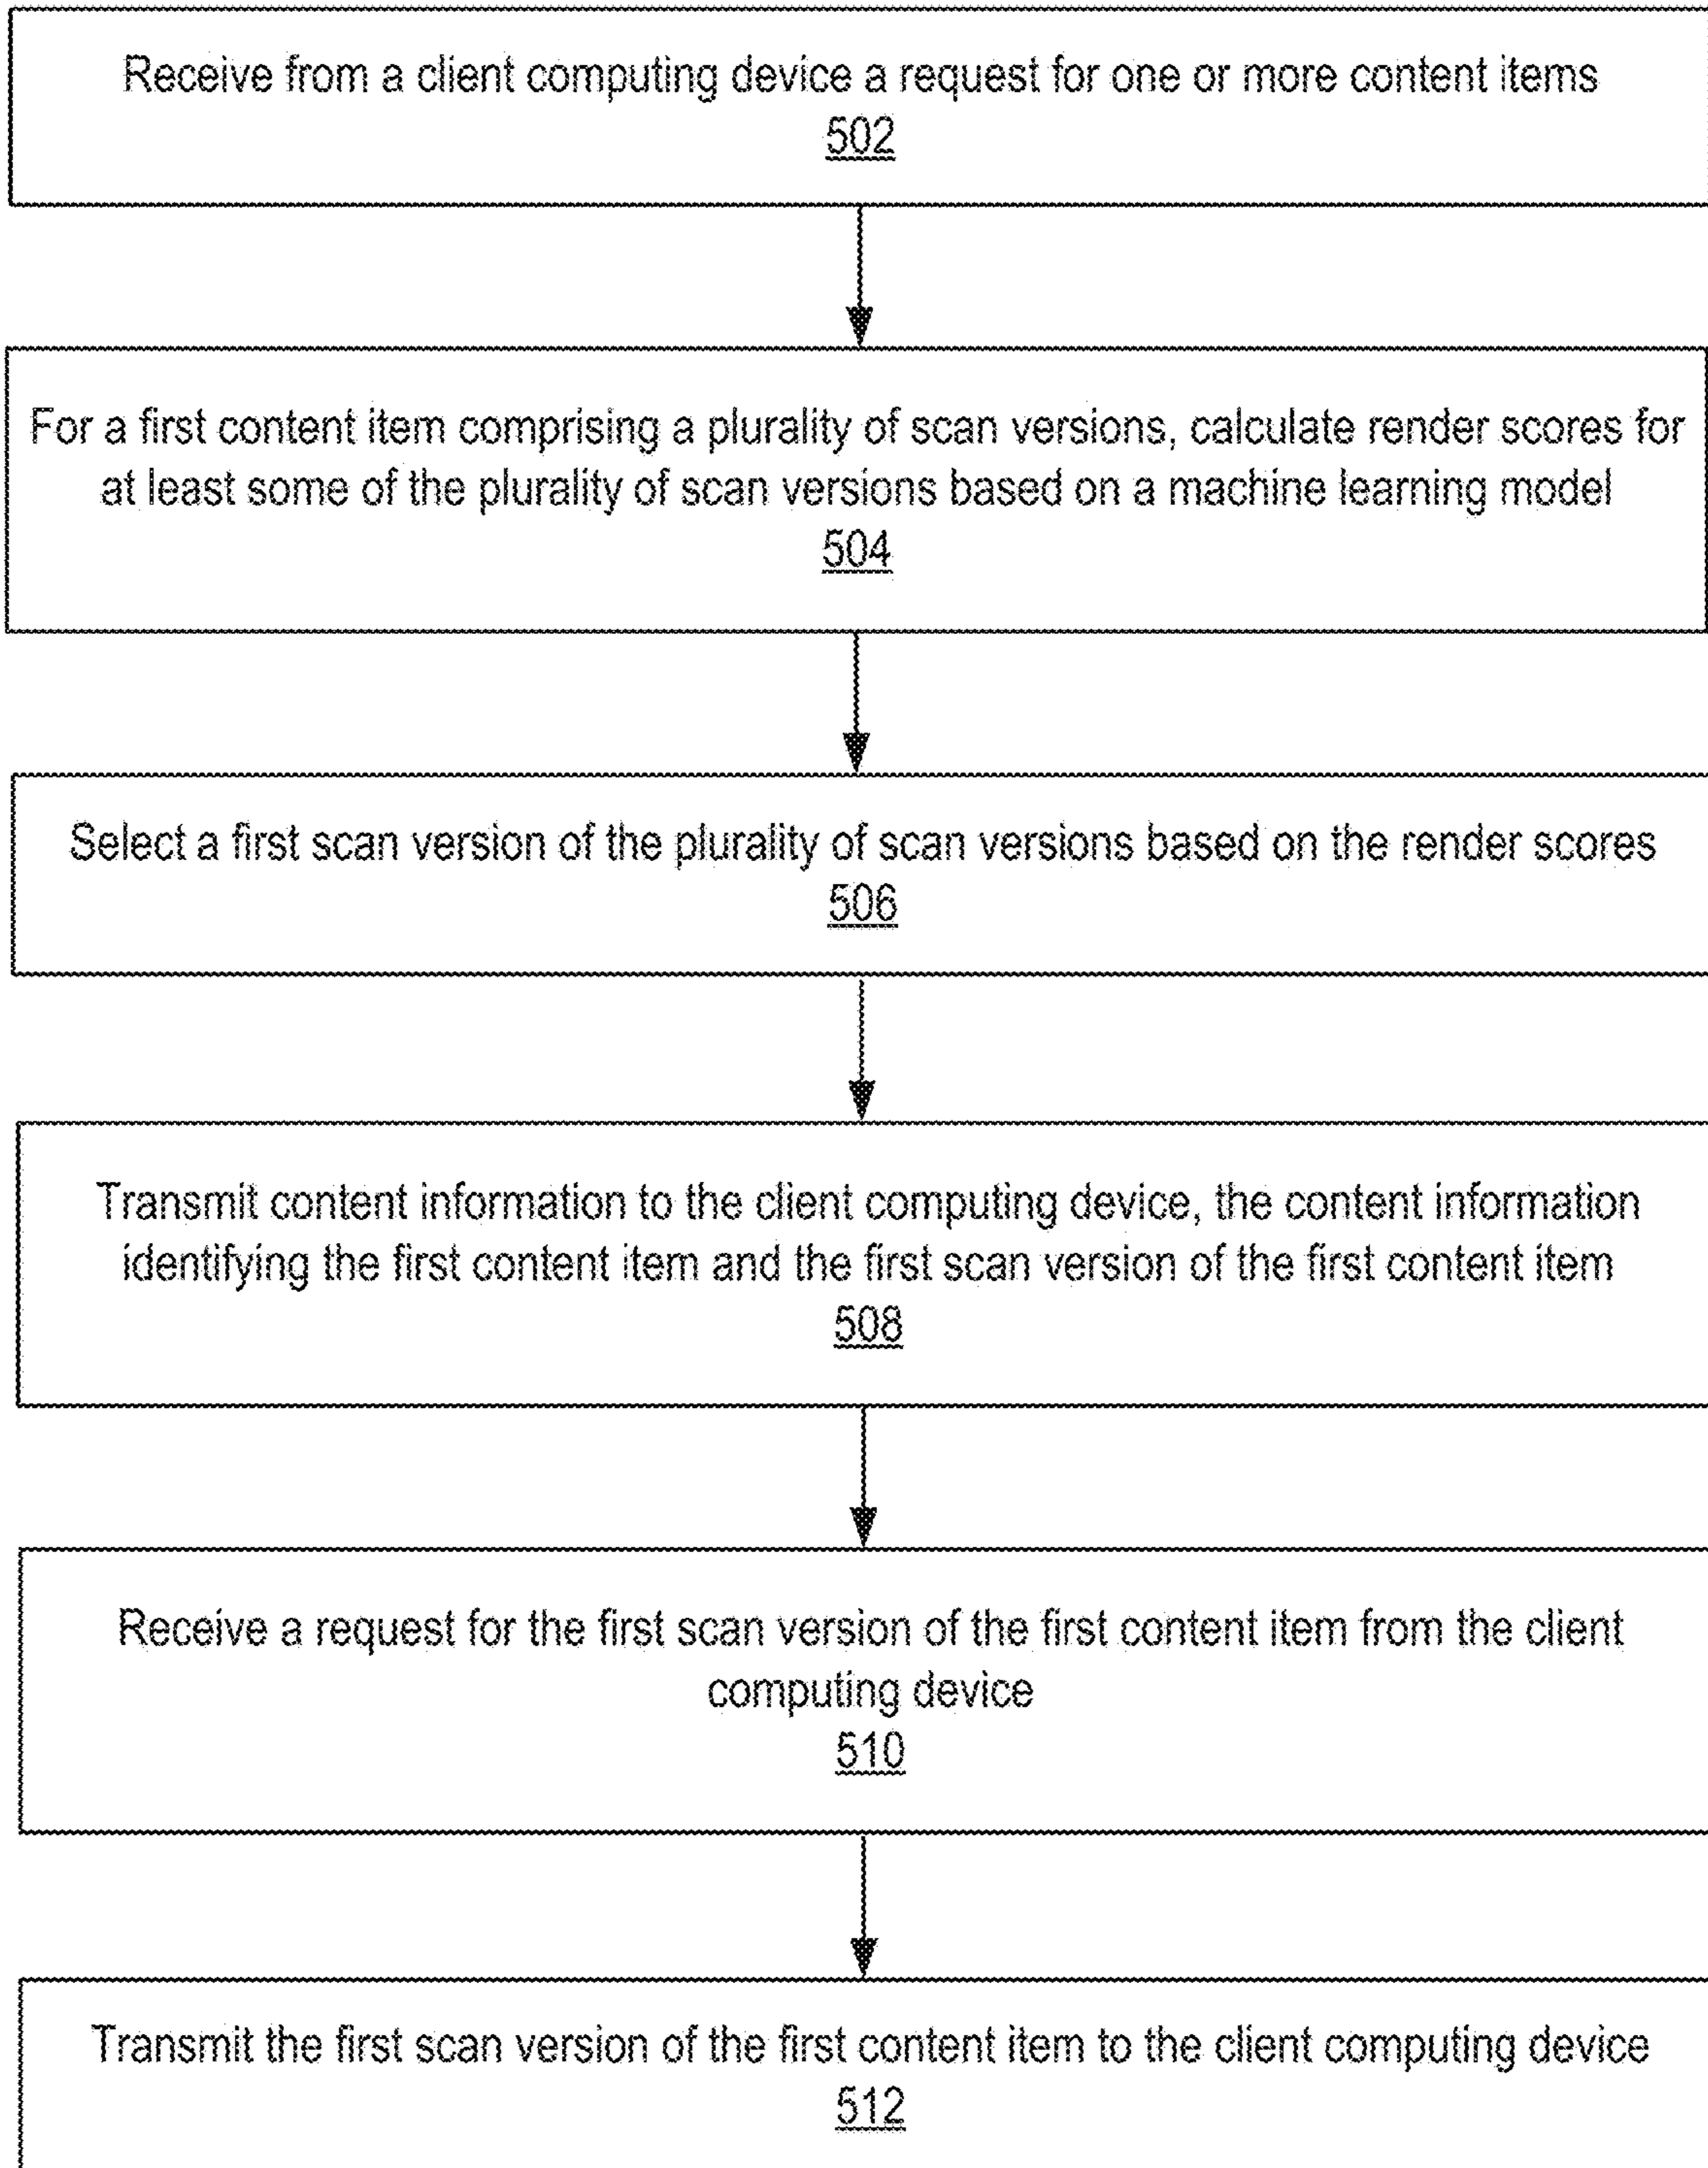 Receive from a client computing device a request for one or more content items
502
For a first content item comprising a plurality of scan versions, calculate render scores for
at least some of the plurality of scan versions based on a machine learning model
504
Select a first scan version of the plurality of scan versions based on the render scores
506
Transmit content information to the client computing device, the content information
identifying the first content item and the first scan version of the first content item
508
Receive a request for the first scan version of the first content item from the client
computing device
510
Transmit the first scan version of the first content item to the client computing device
512